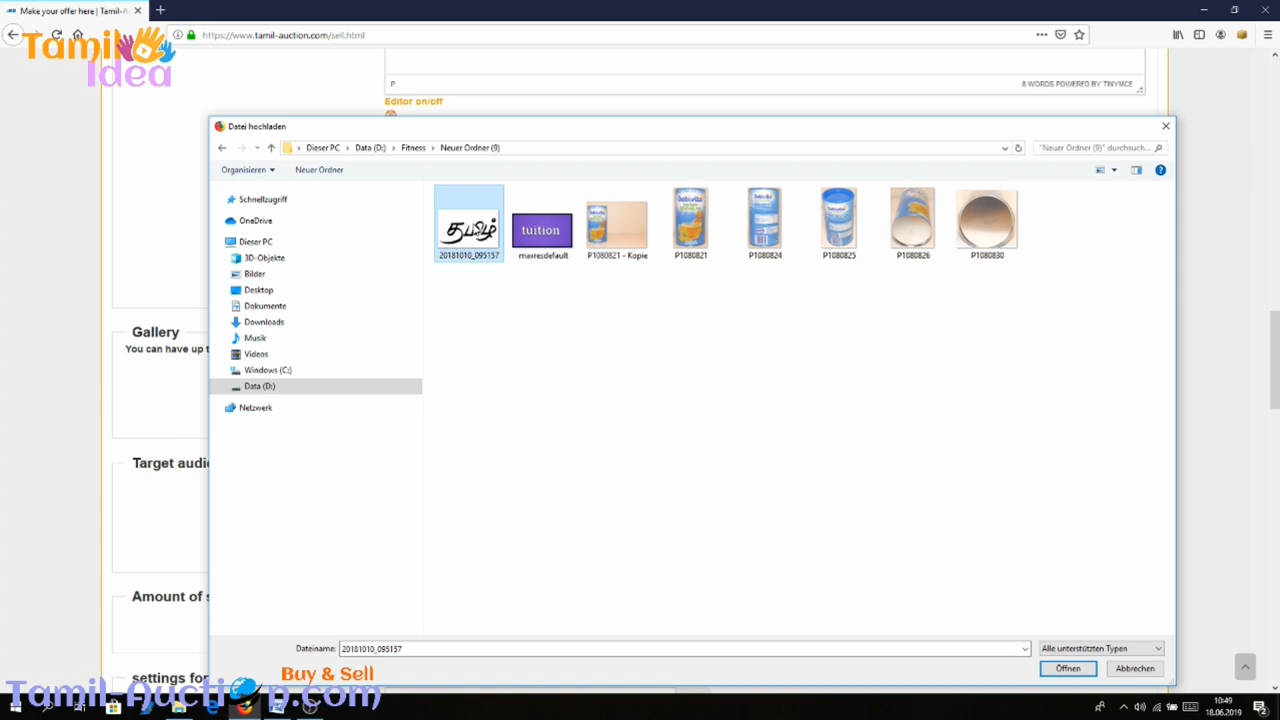 Make your offer here | Tamil-A
https://www.tamil-auction.com/sell.html
Tamil
Idea
P
8 WORDS POWERED BY TINYMCE
Editor on/off
Datei hochladen
Dieser PC > Data (D:) > Fitness > Neuer Ordner (9)
"Neuer Ordner (9)" durchsuch...
Organisieren
Neuer Ordner
Schnellzugriff
OneDrive
Dieser PC
3D-Objekte
Bilder
Desktop
Dokumente
Downloads
Musik
Videos
Windows (C:)
Data (D:)
Netzwerk
தமிழ்
tuition
20181010_095157
maxresdefault
P1080821 - Kopie
P1080821
P1080824
P1080825
P1080826
P1080830
Gallery
You can have up t
Target audi
Amount of s
settings for
Dateiname:
20181010_095157
Alle unterstützten Typen
Öffnen
Abbrechen
Buy & Sell
Tamil-Auction.com
10:49
18.06.2019
2